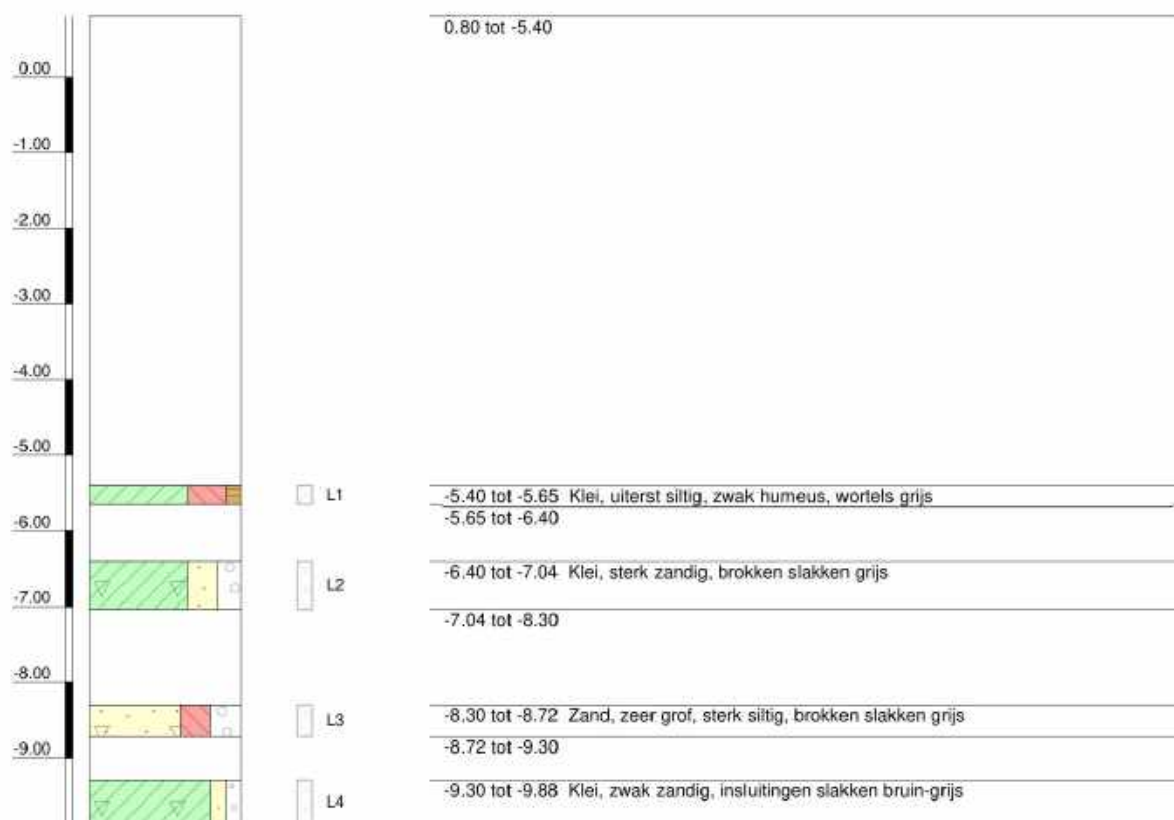 0.80 tot -5.40
0.00
-1.00
-2.00
-3.00
-4.00
-5.00
L1 -5.40 tot -5.65 Klei, uiterst siltig, zwak humeus, wortels grijs
-6.00 -5.65 tot -6.40
L2 -6.40 tot -7.04 Klei, sterk zandig, brokken slakken grijs
-7.00 -7.04 tot -8.30
-8.00
L3 -8.30 tot -8.72 Zand, zeer grof, sterk siltig, brokken slakken grijs
-9.00 -8.72 tot -9.30
L4 -9.30 tot -9.88 Klei, zwak zandig, insluitingen slakken bruin-grijs